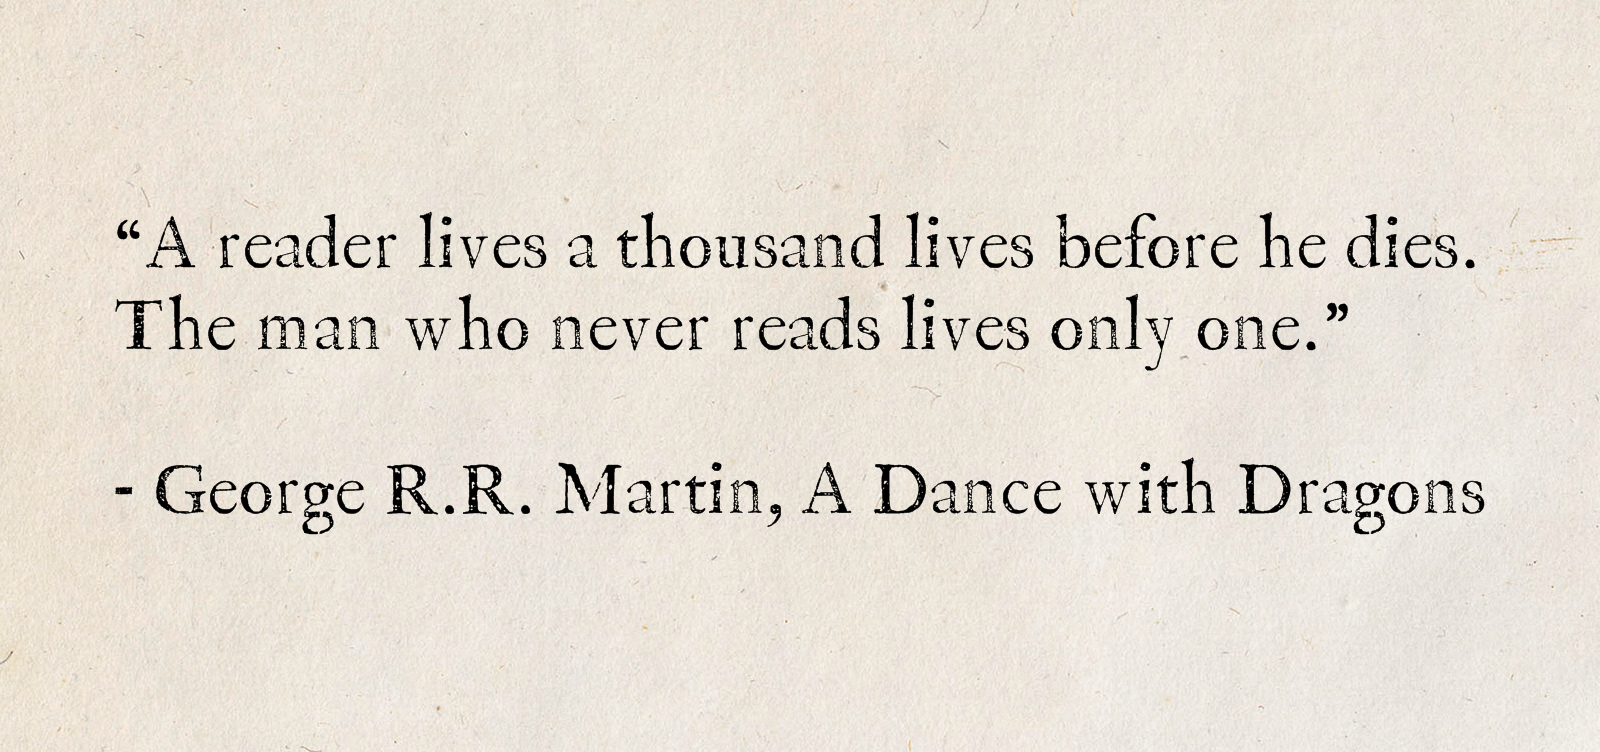 “A reader lives a thousand lives before he dies.
The man who never reads lives only one.”
- George R.R. Martin, A Dance with Dragons